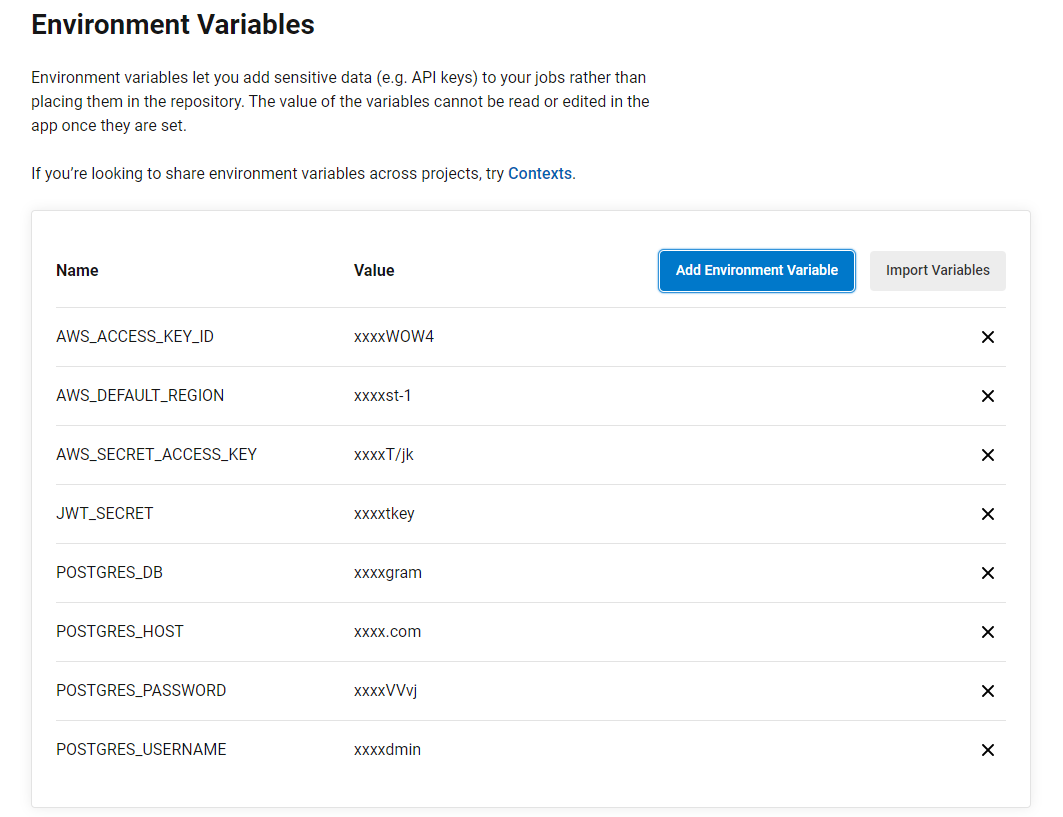 Environment Variables
Environment variables let you add sensitive data (e.g. API keys) to your jobs rather than
placing them in the repository. The value of the variables cannot be read or edited in the
app once they are set.
If you’re looking to share environment variables across projects, try Contexts.
Name Value Add Environment Variable Import Variables
AWS_ACCESS_KEY_ID xxxxWOW4
AWS_DEFAULT_REGION xxxxst-1
AWS_SECRET_ACCESS_KEY xxxxT/jk
JWT_SECRET xxxxtkey
POSTGRES_DB xxxxgram
POSTGRES_HOST xxxx.com
POSTGRES_PASSWORD xxxxVVvj
POSTGRES_USERNAME xxxxdmin